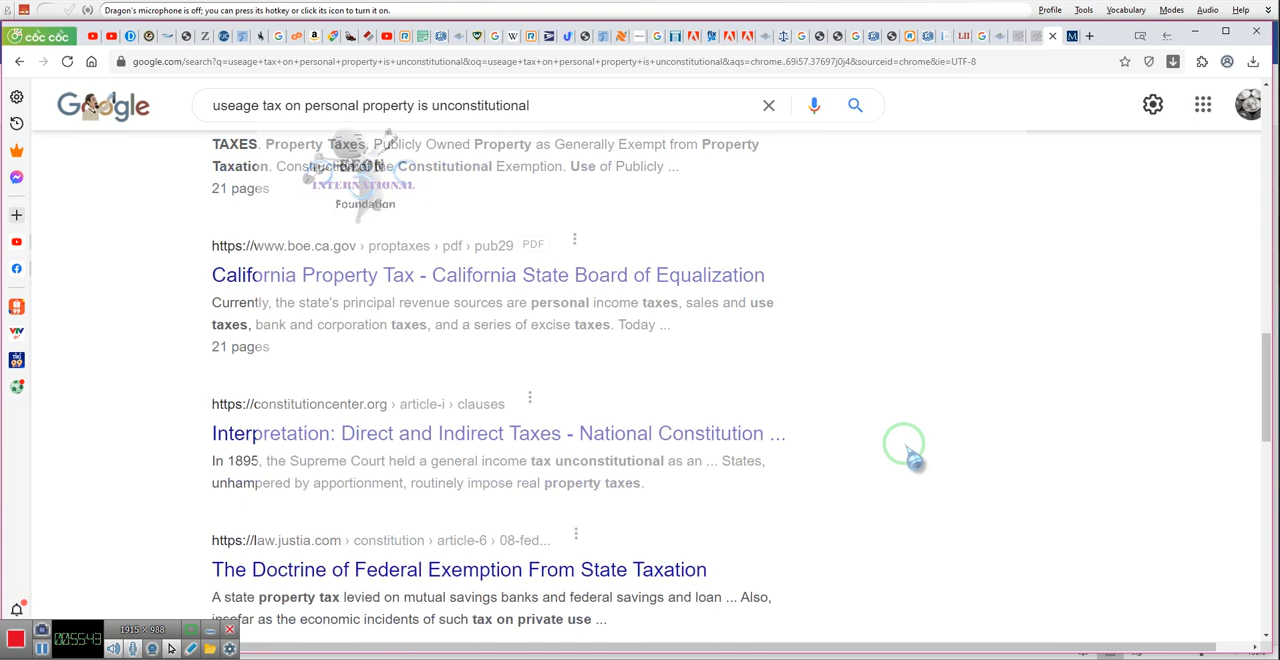 Dragon's microphone is off; you can press its hotkey or click its icon to turn it on.
Profile Tools Vocabulary Modes Audio Help
CỐC CỐC
google.com/search?q=useage+tax+on+personal+property+is+unconstitutional&oq=useage+tax+on+personal+property+is+unconstitutional&aqs=chrome..69i57.37697j0j4&sourceid=chrome&ie=UTF-8
Google
useage tax on personal property is unconstitutional
TAXES. Property Taxes. Publicly Owned Property as Generally Exempt from Property
Taxation. Construction of the Constitutional Exemption. Use of Publicly ...
21 pages
INTERNATIONAL
Foundation
https://www.boe.ca.gov › proptaxes › pdf › pub29 PDF
California Property Tax - California State Board of Equalization
Currently, the state's principal revenue sources are personal income taxes, sales and use
taxes, bank and corporation taxes, and a series of excise taxes. Today ...
21 pages
https://constitutioncenter.org › article-i › clauses
Interpretation: Direct and Indirect Taxes - National Constitution ...
In 1895, the Supreme Court held a general income tax unconstitutional as an ... States,
unhampered by apportionment, routinely impose real property taxes.
https://law.justia.com › constitution › article-6 › 08-fed...
The Doctrine of Federal Exemption From State Taxation
A state property tax levied on mutual savings banks and federal savings and loan ... Also,
insofar as the economic incidents of such tax on private use ...
1915 × 988